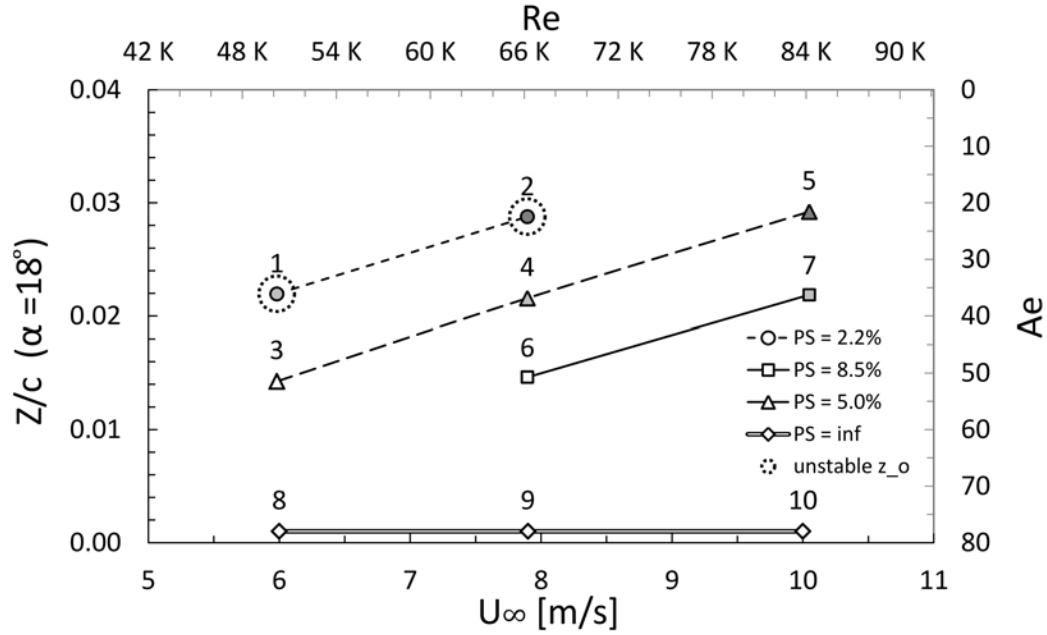 Re
42 K 48 K 54 K 60 K 66 K 72 K 78 K 84 K 90 K
0.04
0.03
0.02
0.01
0.00
Z/c (α =18°)
0
10
20
30
40
50
60
70
80
Ae
1
2
3
4
5
6
7
8
9
10
PS = 2.2%
PS = 8.5%
PS = 5.0%
PS = inf
unstable z_o
5 6 7 8 9 10 11
U∞ [m/s]